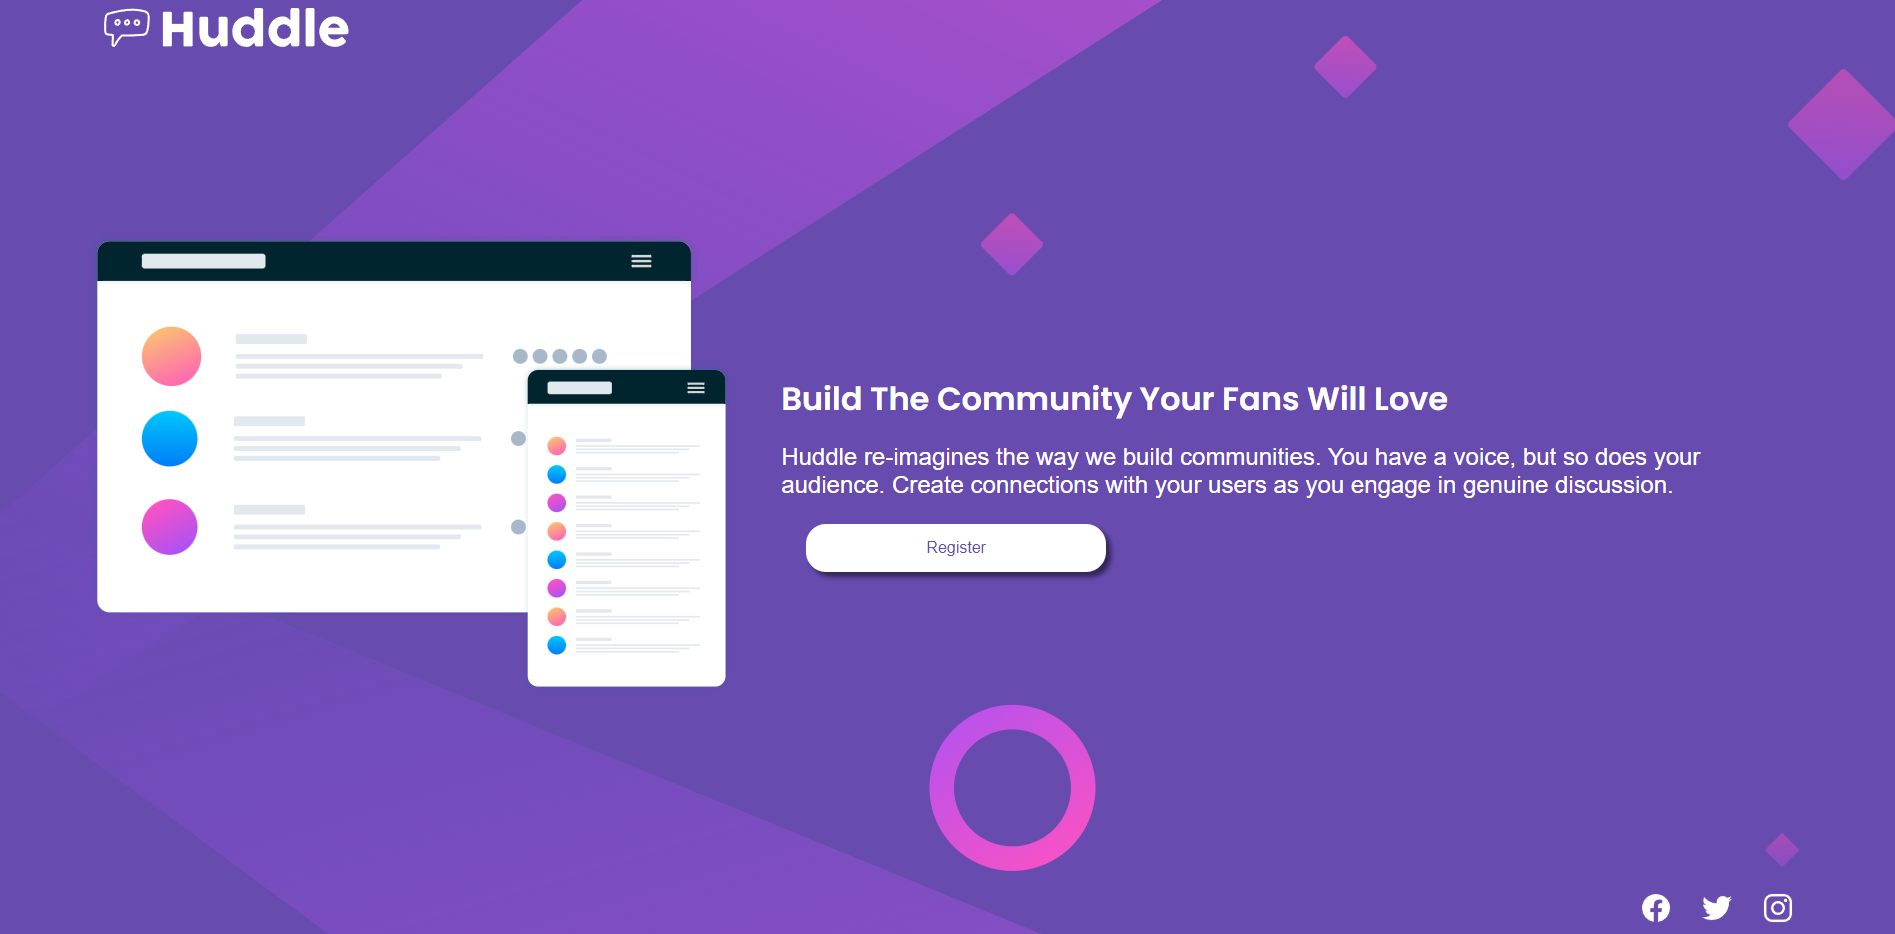 Huddle
Build The Community Your Fans Will Love
Huddle re-imagines the way we build communities. You have a voice, but so does your
audience. Create connections with your users as you engage in genuine discussion.
Register